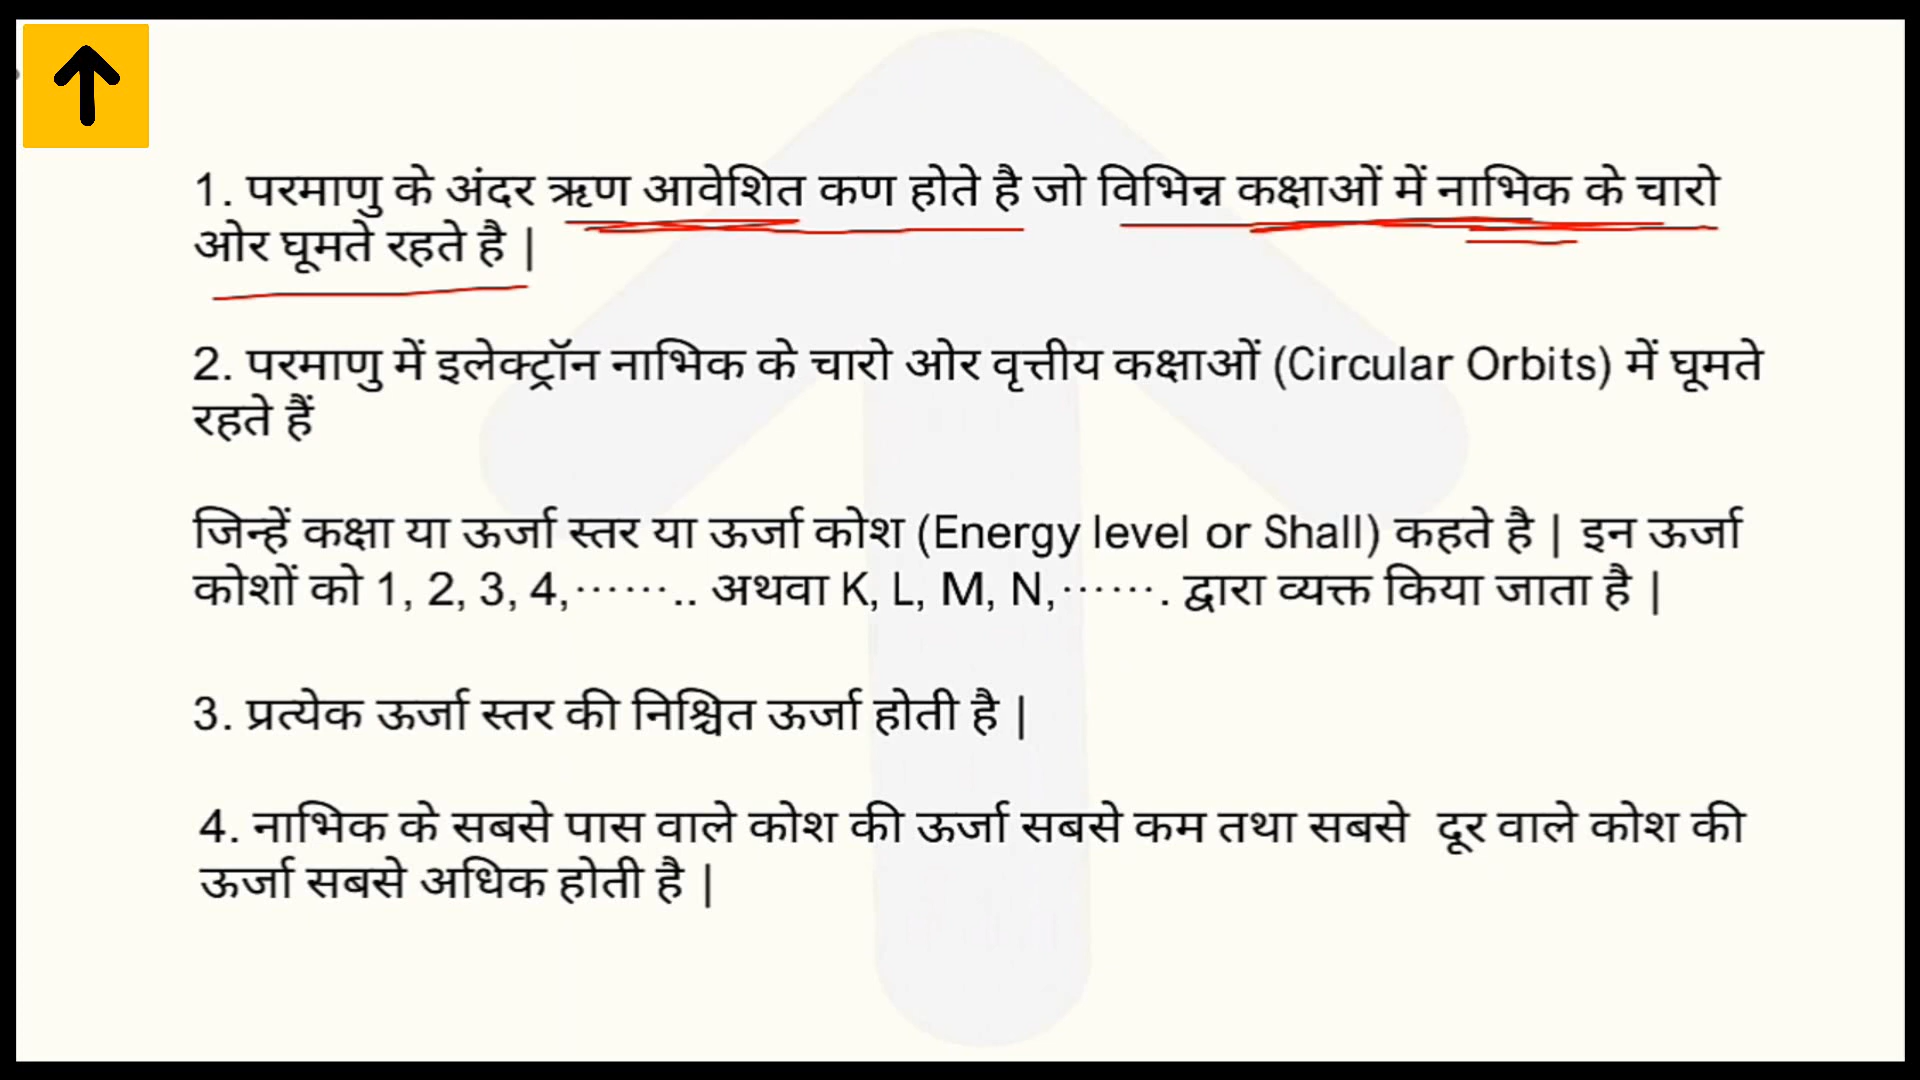 1. परमाणु के अंदर ऋण आवेशित कण होते है जो विभिन्न कक्षाओं में नाभिक के चारो
ओर घूमते रहते है |
2. परमाणु में इलेक्ट्रॉन नाभिक के चारो ओर वृत्तीय कक्षाओं (Circular Orbits) में घूमते
रहते हैं
जिन्हें कक्षा या ऊर्जा स्तर या ऊर्जा कोश (Energy level or Shall) कहते है | इन ऊर्जा
कोशों को 1, 2, 3, 4,⋯⋯.. अथवा K, L, M, N,⋯⋯. द्वारा व्यक्त किया जाता है |
3. प्रत्येक ऊर्जा स्तर की निश्चित ऊर्जा होती है |
4. नाभिक के सबसे पास वाले कोश की ऊर्जा सबसे कम तथा सबसे  दूर वाले कोश की
ऊर्जा सबसे अधिक होती है |